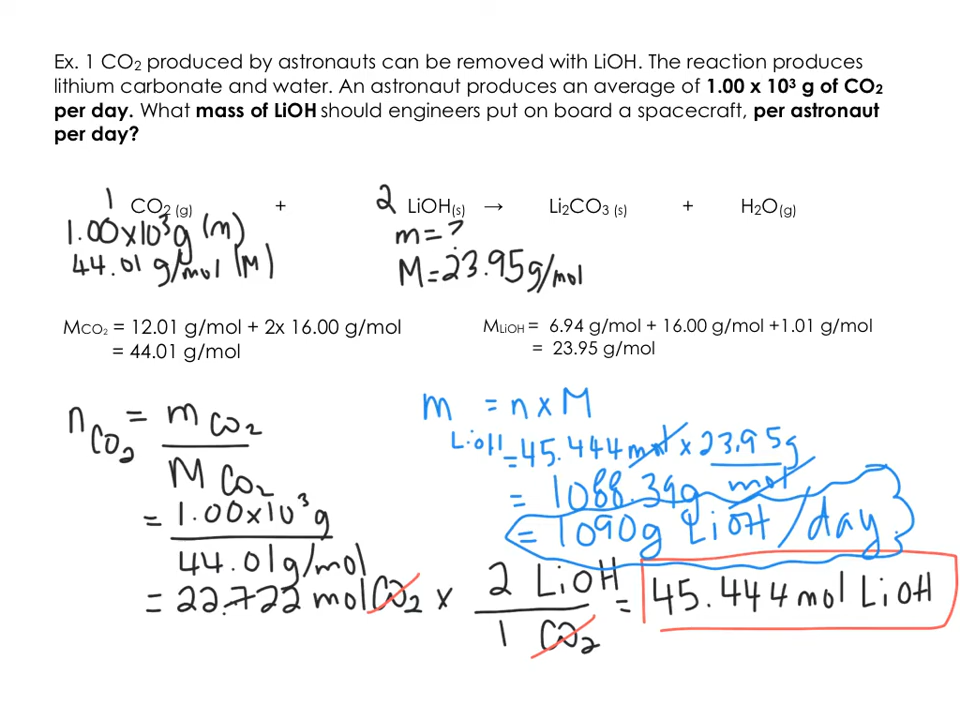 Ex. 1 CO₂ produced by astronauts can be removed with LiOH. The reaction produces
lithium carbonate and water. An astronaut produces an average of 1.00 x 10³ g of CO₂
per day. What mass of LiOH should engineers put on board a spacecraft, per astronaut
per day?
1 CO₂ (g) + 2 LiOH(s) → Li₂CO₃ (s) + H₂O(g)
1.00x10³g (m)
44.01 g/mol (M)
m=?
M=23.95g/mol
MCO₂ = 12.01 g/mol + 2x 16.00 g/mol
= 44.01 g/mol
MLiOH = 6.94 g/mol + 16.00 g/mol +1.01 g/mol
= 23.95 g/mol
nCO₂ = mCO₂
MCO₂
= 1.00x10³g
44.01g/mol
= 22.722 mol CO₂ x 2 LiOH = 45.444 mol LiOH
1 CO₂
m LiOH = n x M
= 45.444 mol x 23.95g
mol
= 1088.39g
= 1090g LiOH/day